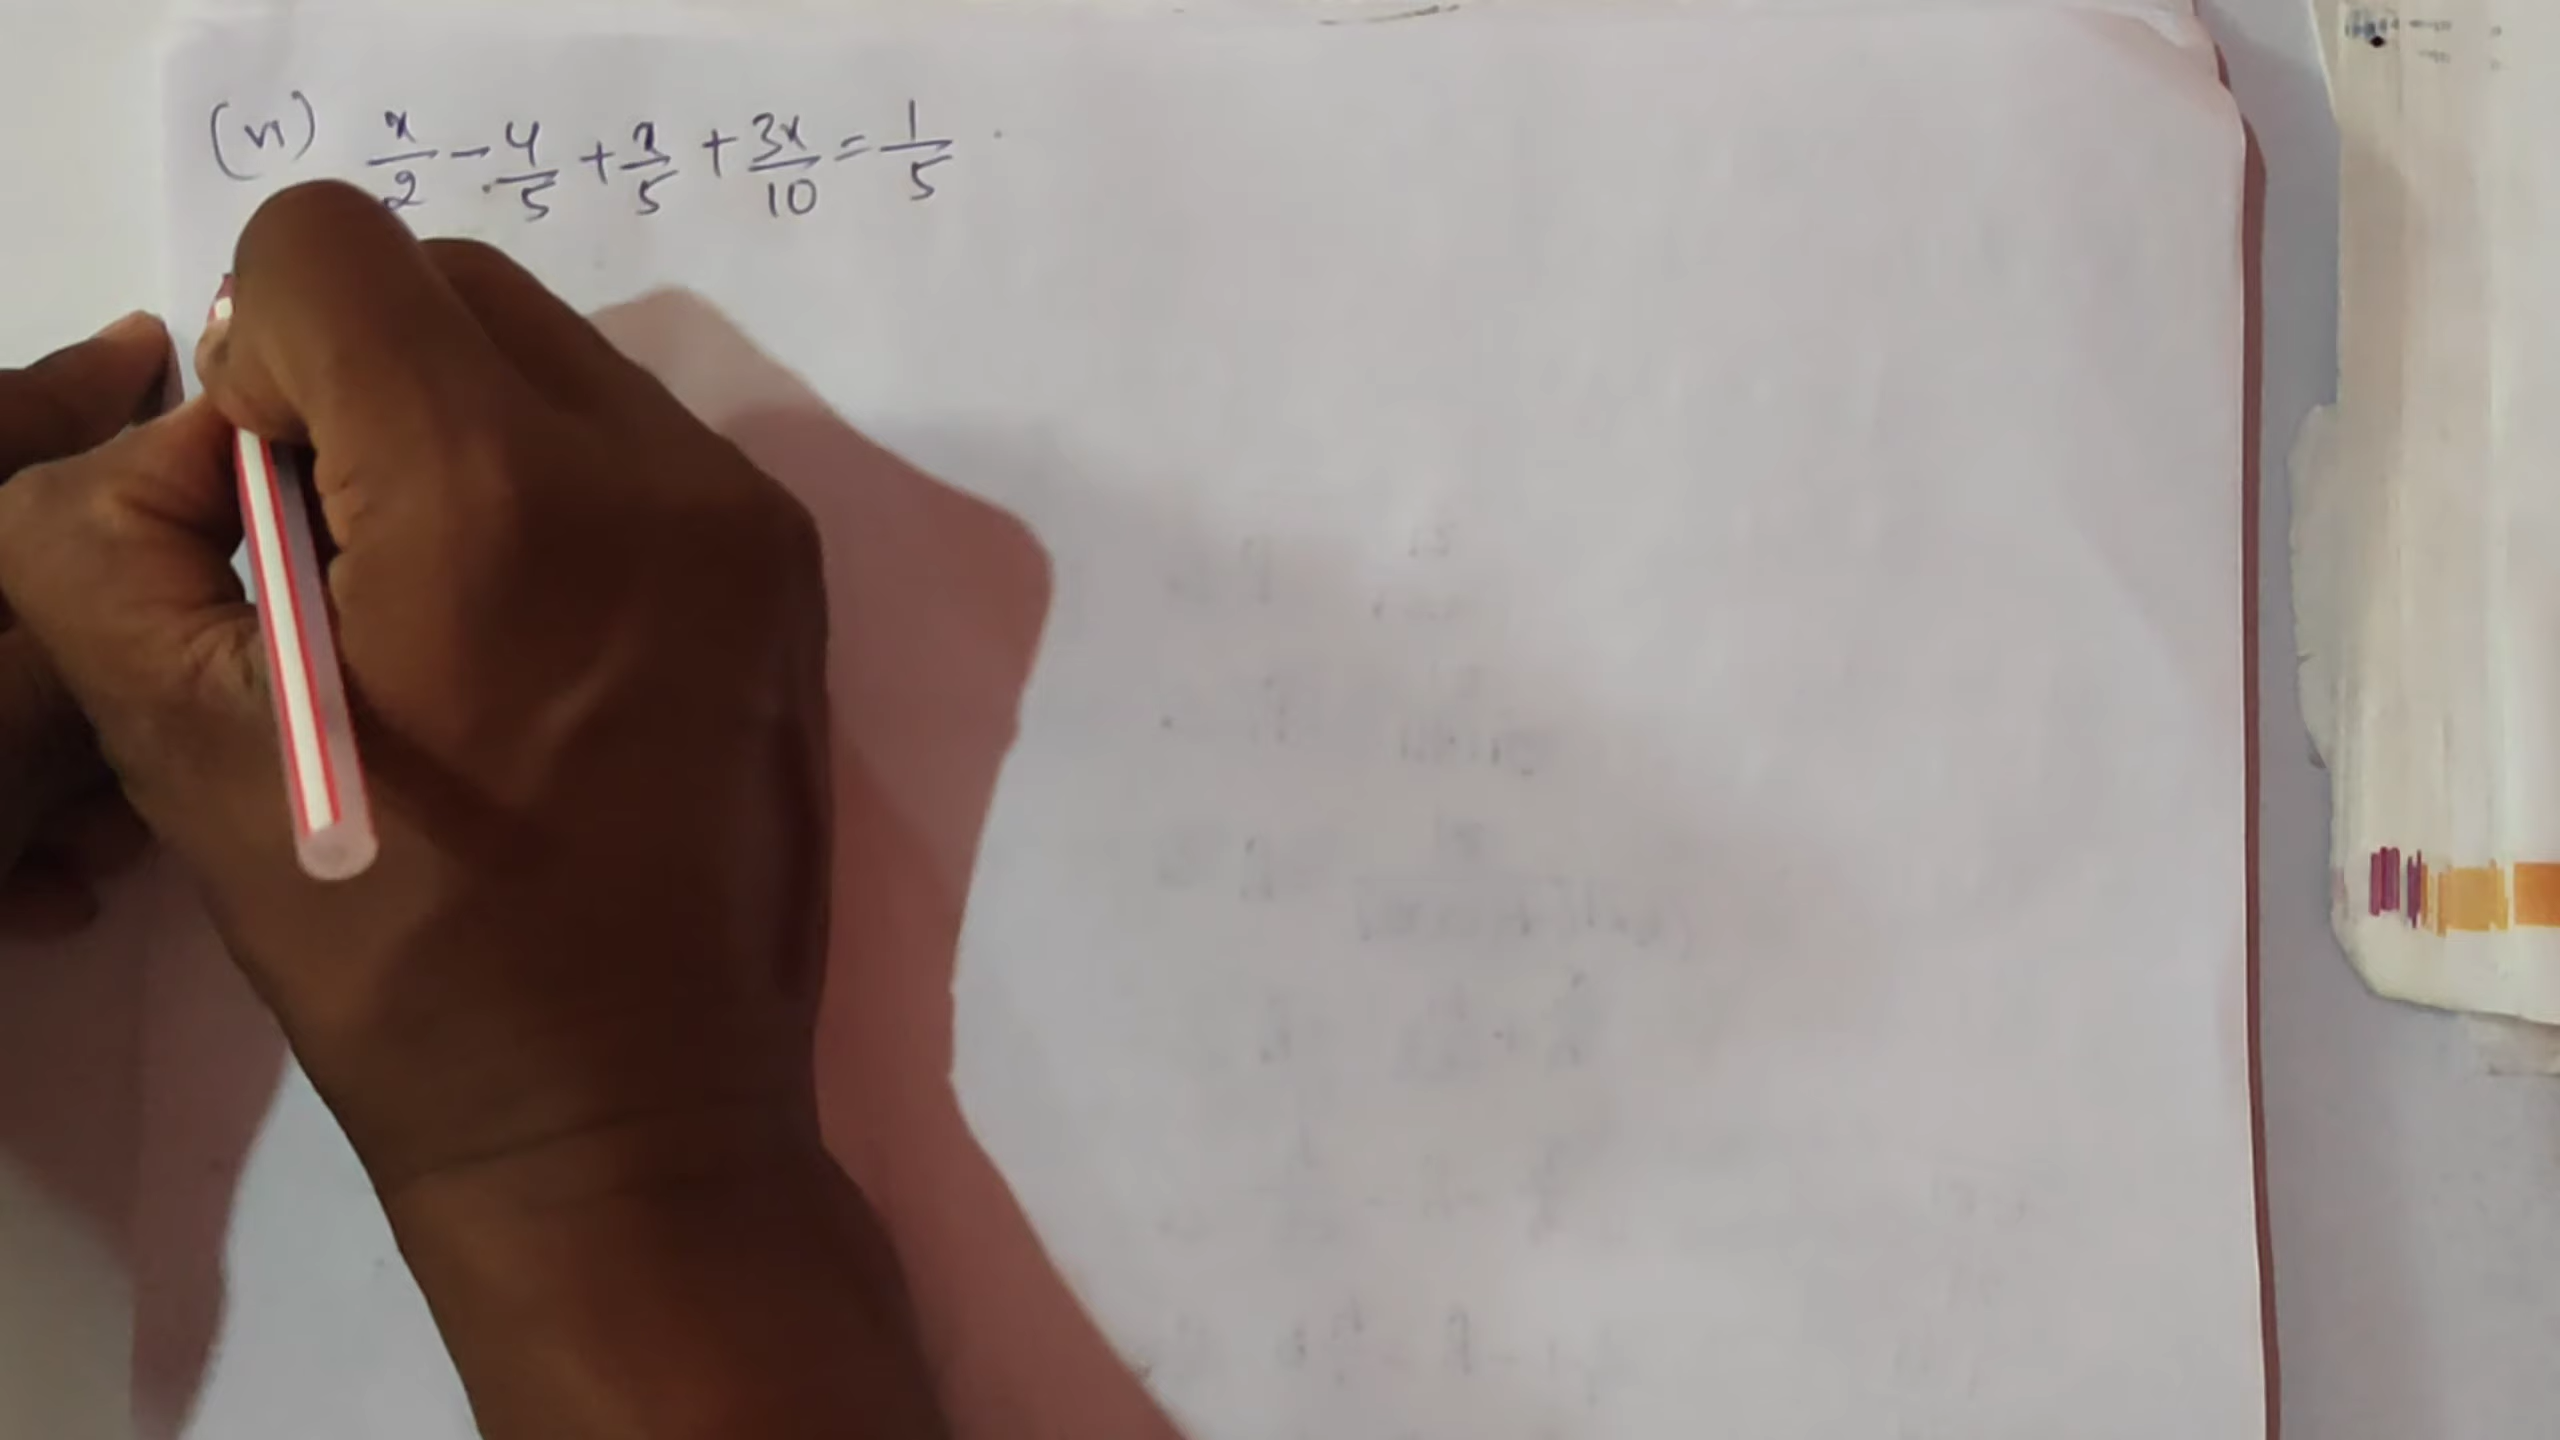 (vi) x/2 - 4/5 + x/5 + 3x/10 = 1/5